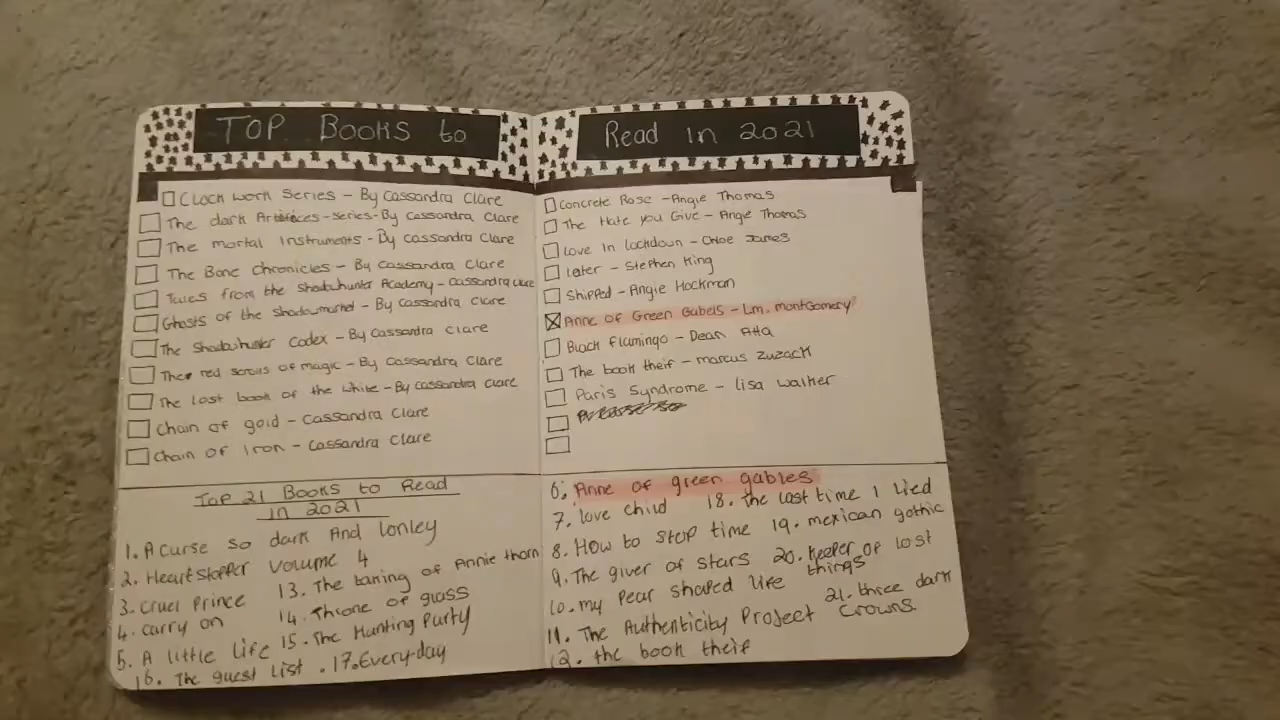 TOP BOOKS to
Clock work Series - By Cassandra Clare
The dark Artifices - series - By Cassandra Clare
The mortal Instruments - By Cassandra Clare
The Bane Chronicles - By Cassandra Clare
Tales from the Shadowhunter Academy - Cassandra Clare
Ghosts of the Shadowmarket - By Cassandra Clare
The Shadowhunter Codex - By Cassandra Clare
The red scrolls of magic - By Cassandra Clare
The lost book of the white - By Cassandra Clare
Chain of gold - Cassandra Clare
Chain of Iron - Cassandra Clare
Top 21 Books to Read
in 2021
1. A curse so dark And lonley
2. Heartstopper volume 4
3. Cruel Prince 13. The taking of Annie thorn
4. Carry on 14. Throne of glass
5. A little life 15. The Hunting Party
16. The guest list . 17. Every-day
Read in 2021
Concrete Rose - Angie Thomas
The Hate you Give - Angie Thomas
Love In lockdown - Chloe James
Later - Stephen King
Shipped - Angie Hockman
Anne of Green Gabels - Lm. montgomery
Black flamingo - Dean Atta
The book theif - marcus Zuzack
Paris Syndrome - lisa walker
6. Anne of green gables
7. love child 18. The last time I lied
8. How to stop time 19. mexican gothic
9. The giver of stars 20. keeper of lost
things
10. my Pear shaped life
21. three dark
11. The Authenticity Project Crowns
12. the book theif